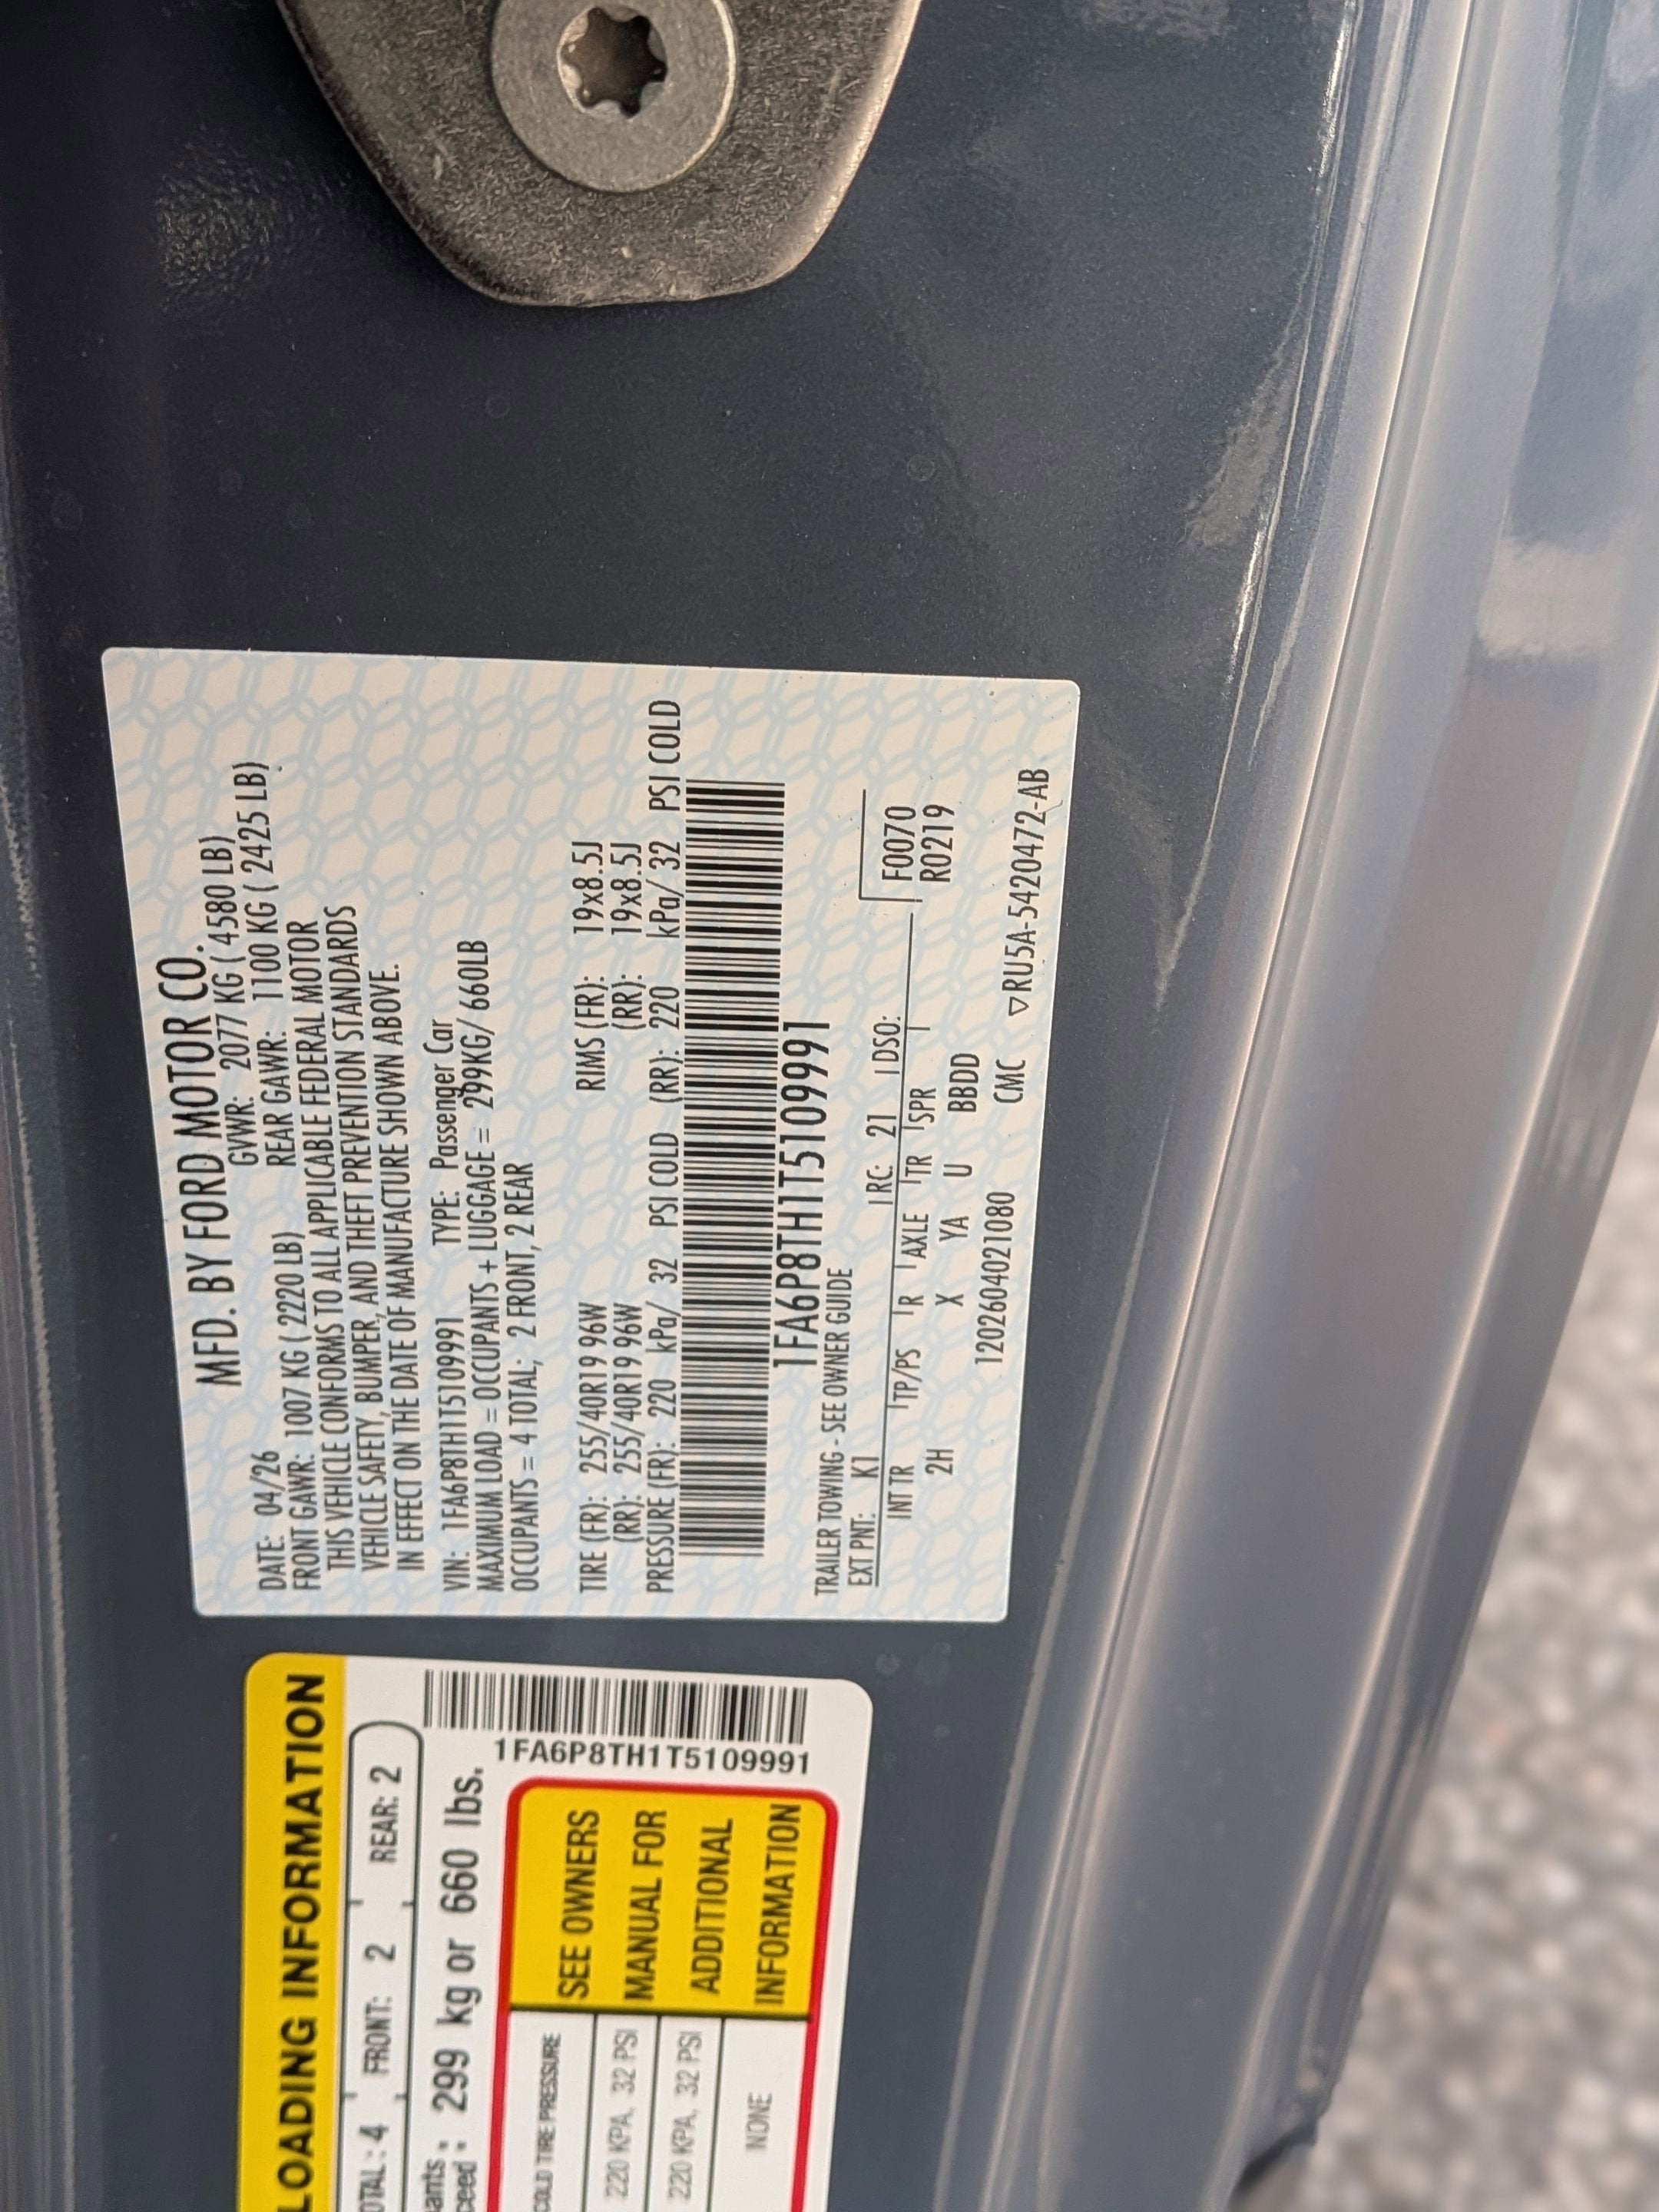 MFD. BY FORD MOTOR CO.
DATE: 04/26 GVWR: 2077 KG ( 4580 LB)
FRONT GAWR: 1007 KG ( 2220 LB) REAR GAWR: 1100 KG ( 2425 LB)
THIS VEHICLE CONFORMS TO ALL APPLICABLE FEDERAL MOTOR
VEHICLE SAFETY, BUMPER, AND THEFT PREVENTION STANDARDS
IN EFFECT ON THE DATE OF MANUFACTURE SHOWN ABOVE.
VIN: 1FA6P8TH1T5109991 TYPE: Passenger Car
MAXIMUM LOAD = OCCUPANTS + LUGGAGE = 299KG/ 660LB
OCCUPANTS = 4 TOTAL; 2 FRONT, 2 REAR
TIRE (FR): 255/40R19 96W RIMS (FR): 19x8.5J
(RR): 255/40R19 96W (RR): 19x8.5J
PRESSURE (FR): 220 kPa/ 32 PSI COLD (RR): 220 kPa/ 32 PSI COLD
1FA6P8TH1T5109991
TRAILER TOWING - SEE OWNER GUIDE
EXT PNT: K1 RC: 21 DSO:
INT TR TP/PS R AXLE TR SPR F0070
2H X YA U BBDD R0219
120260402108​0 CMC ▽RU5A-5420472-AB
LOADING INFORMATION
OTAL : 4 FRONT: 2 REAR: 2
ants :
ceed : 299 kg or 660 lbs.
1FA6P8TH1T5109991
COLD TIRE PRESSURE
220 KPA, 32 PSI
220 KPA, 32 PSI
NONE
SEE OWNERS
MANUAL FOR
ADDITIONAL
INFORMATION